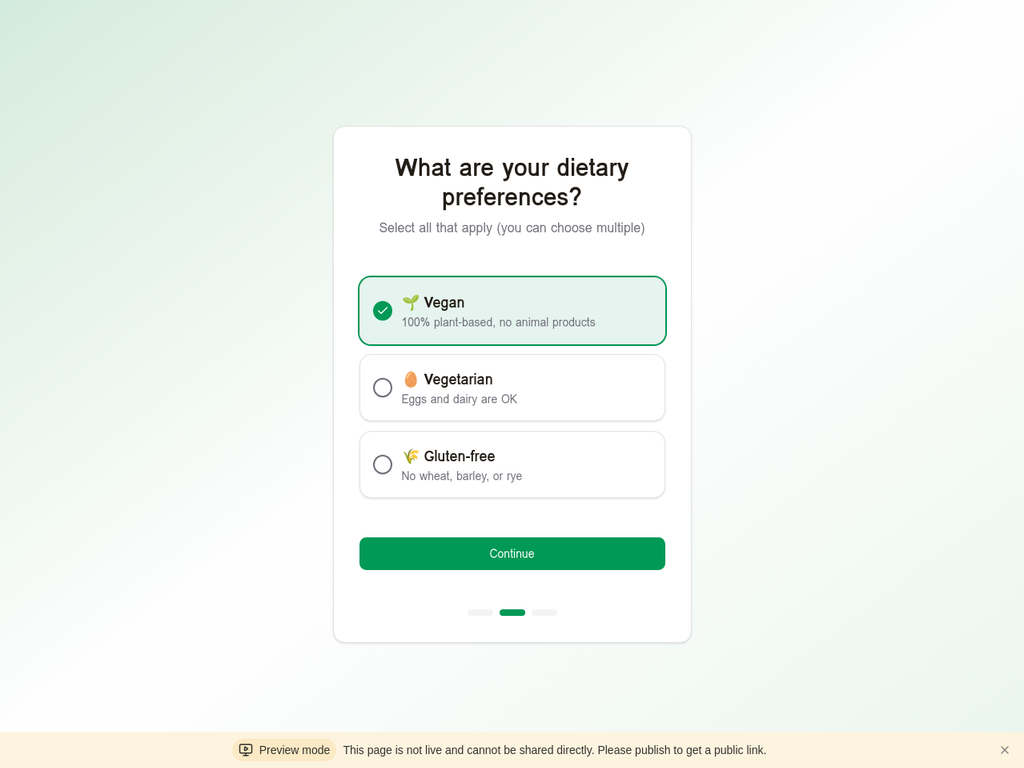 What are your dietary
preferences?
Select all that apply (you can choose multiple)
🌱 Vegan
100% plant-based, no animal products
🥚 Vegetarian
Eggs and dairy are OK
🌾 Gluten-free
No wheat, barley, or rye
Continue
Preview mode This page is not live and cannot be shared directly. Please publish to get a public link.